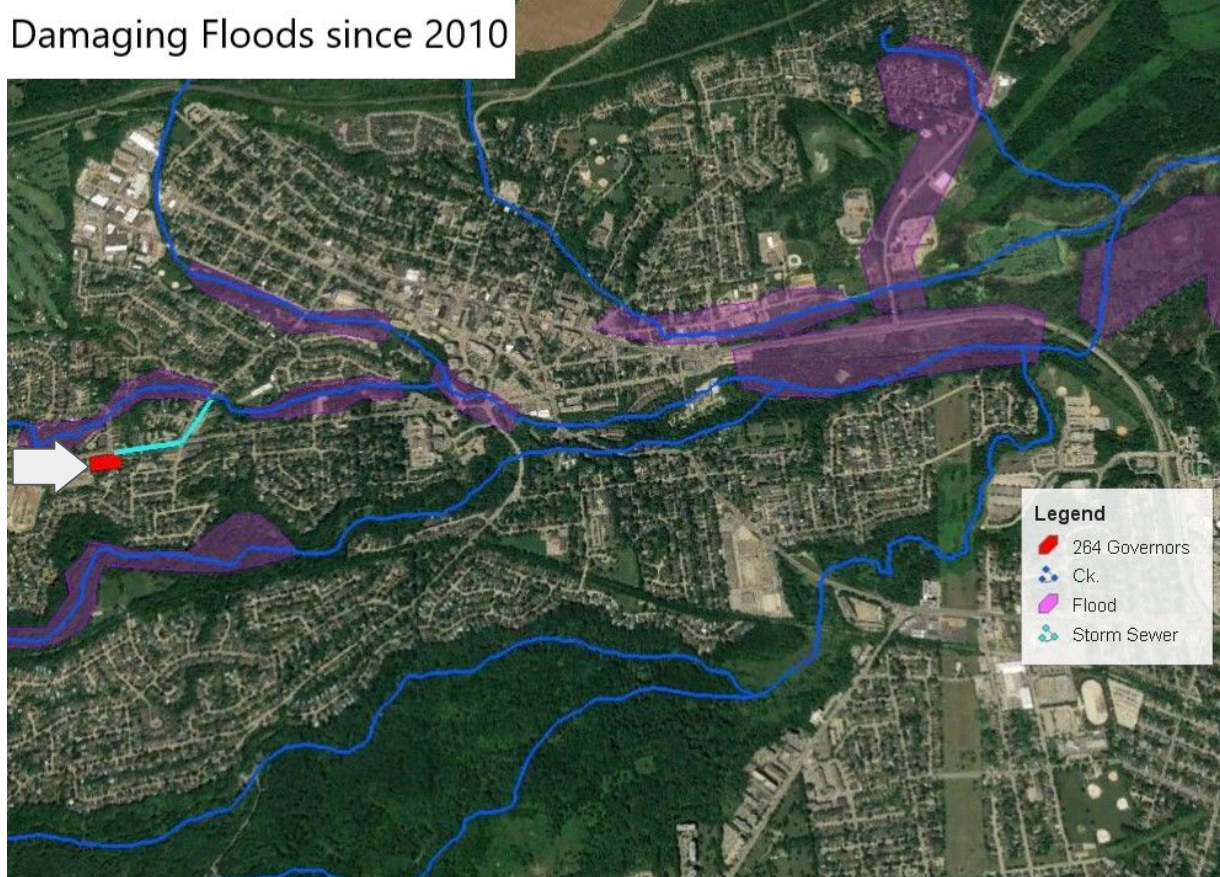 Damaging Floods since 2010
Legend
264 Governors
Ck.
Flood
Storm Sewer